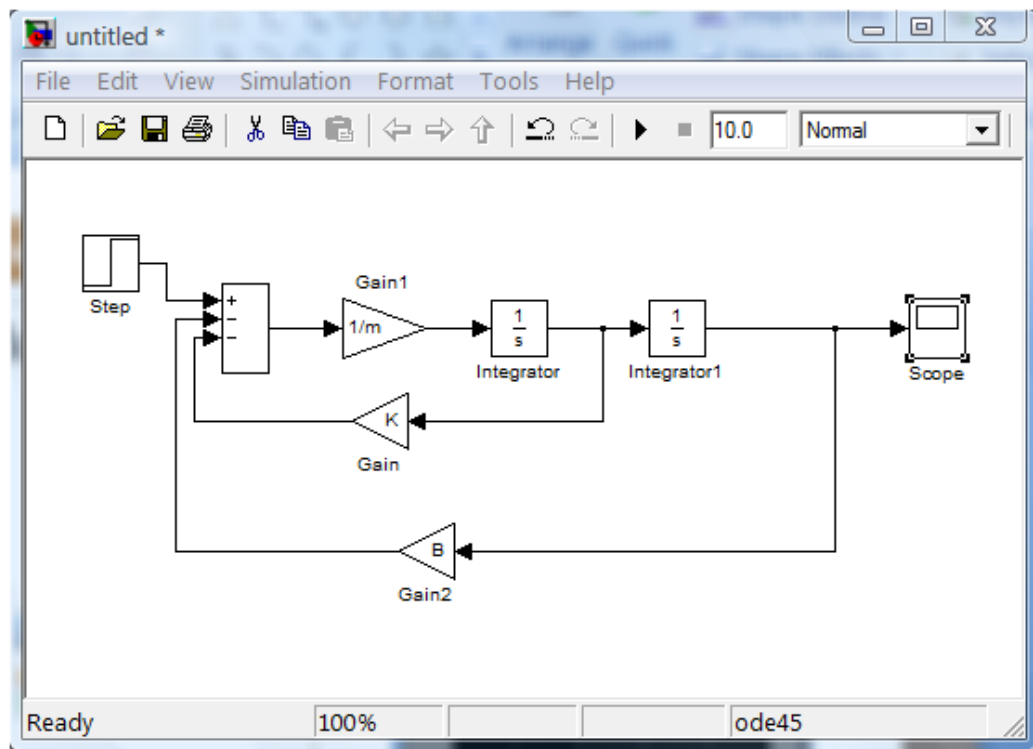 untitled *
File Edit View Simulation Format Tools Help
10.0 Normal
Step
+
−
−
Gain1
1/m
1
s
Integrator
1
s
Integrator1
Scope
K
Gain
B
Gain2
Ready 100% ode45